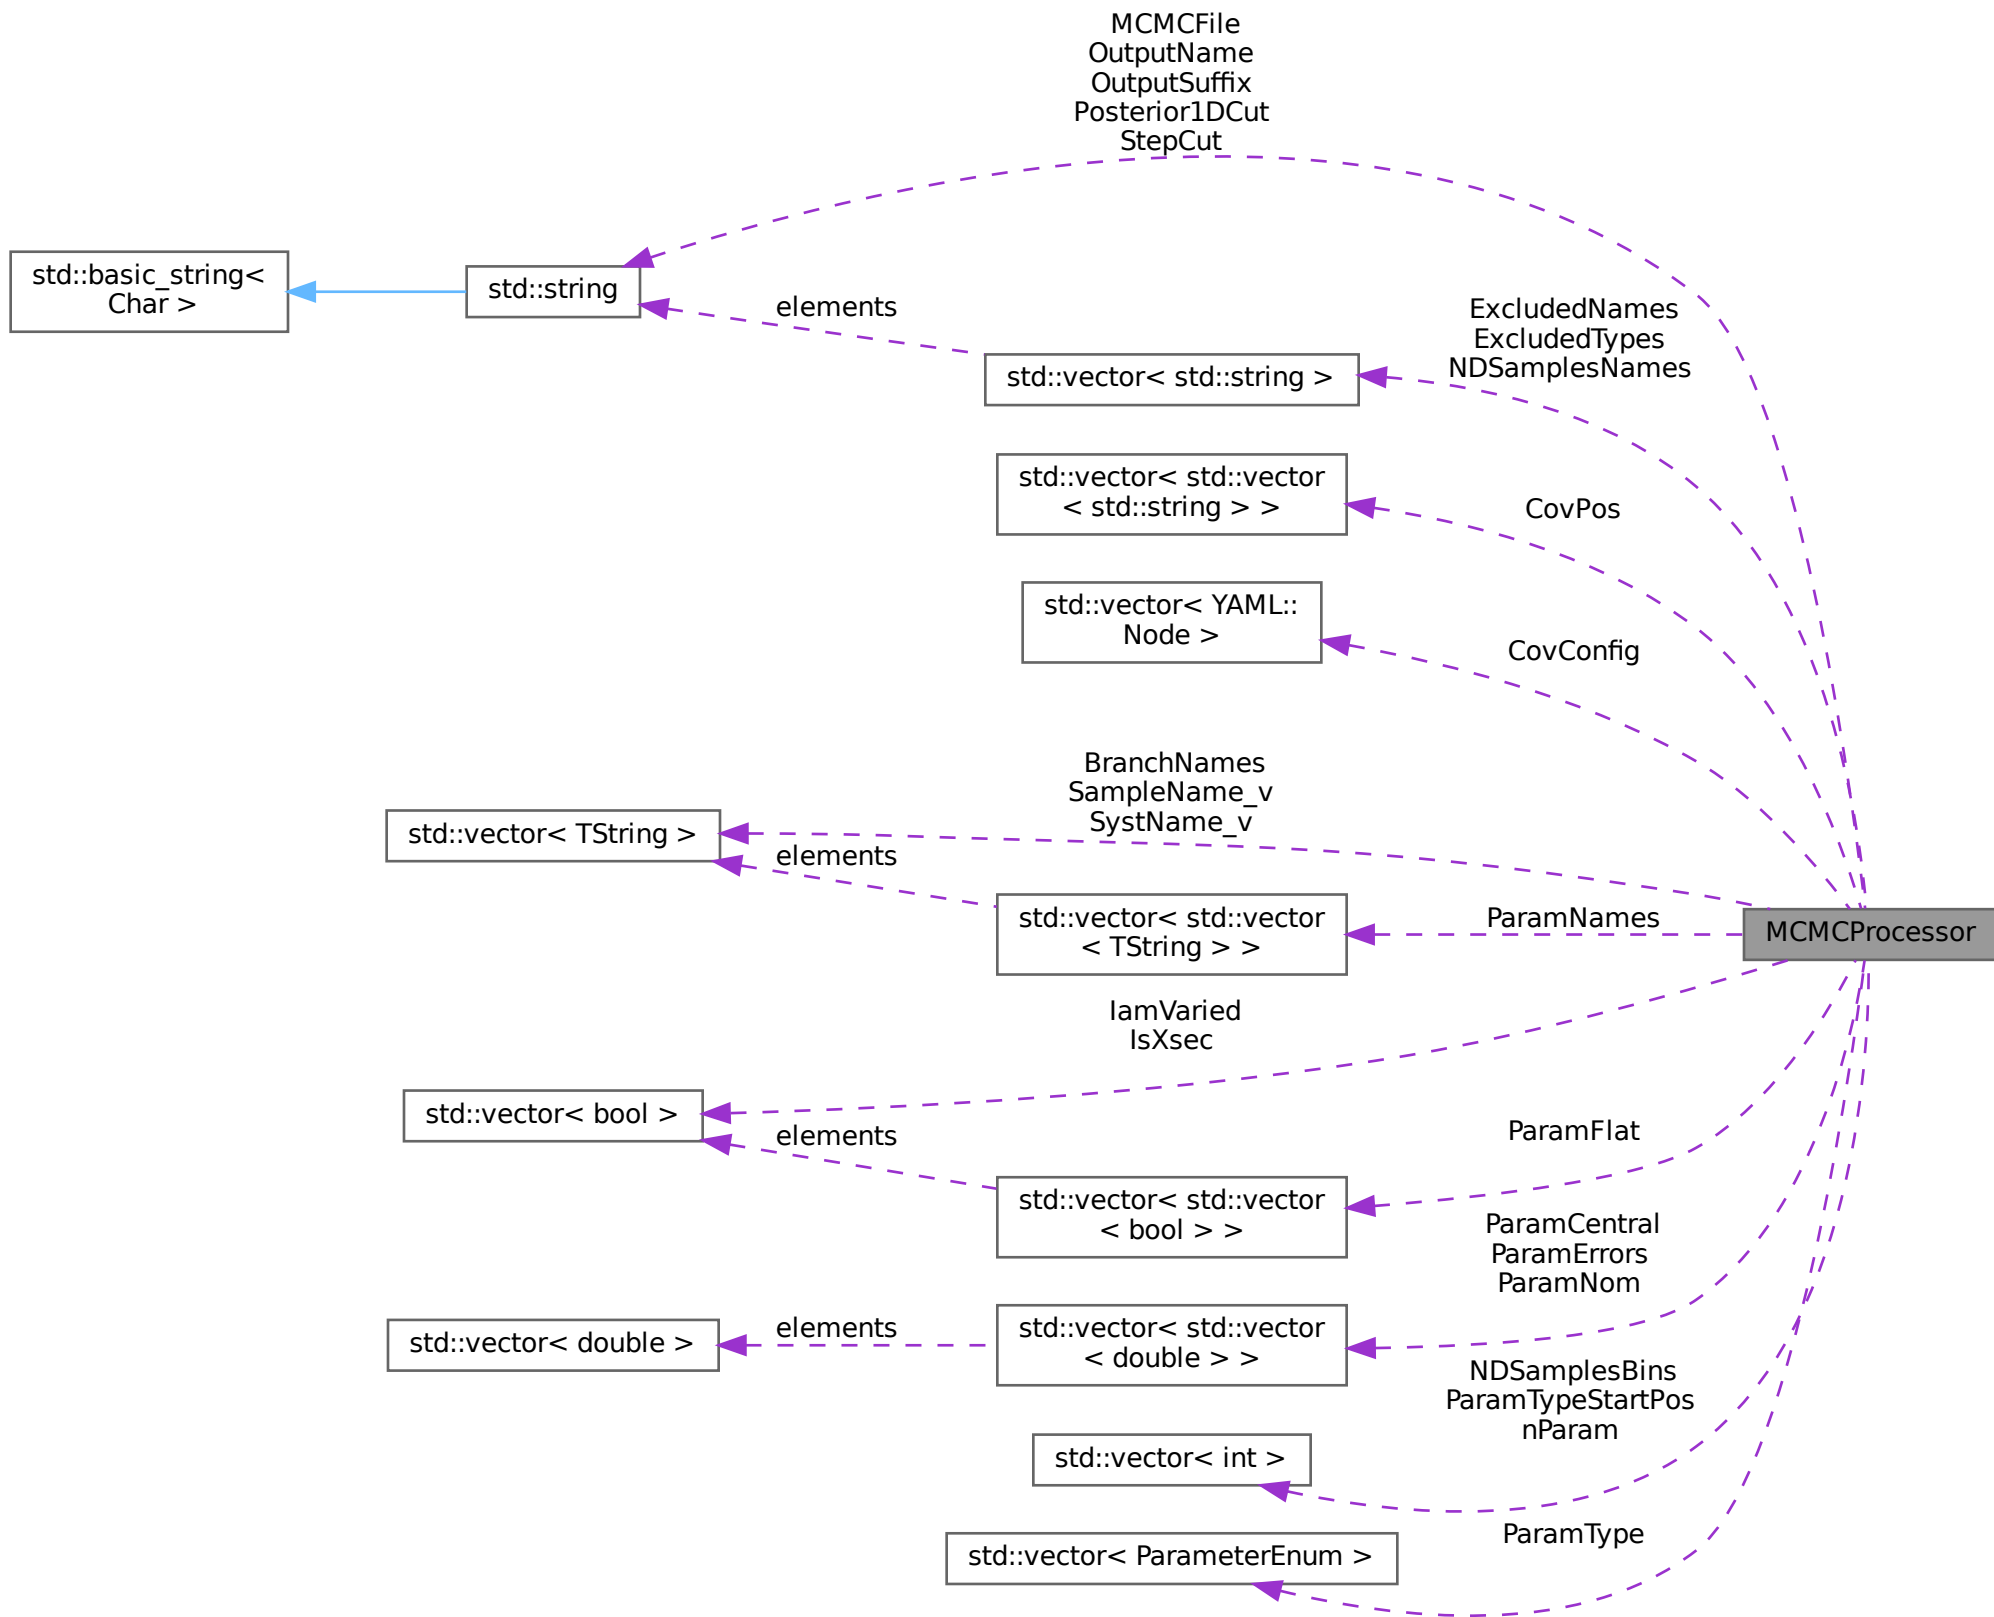 MCMCFile
OutputName
OutputSuffix
Posterior1DCut
StepCut
std::basic_string<
Char >
std::string
elements
ExcludedNames
ExcludedTypes
NDSamplesNames
std::vector< std::string >
std::vector< std::vector
< std::string > >
CovPos
std::vector< YAML::
Node >
CovConfig
BranchNames
SampleName_v
SystName_v
std::vector< TString >
elements
std::vector< std::vector
< TString > >
ParamNames
MCMCProcessor
IamVaried
IsXsec
std::vector< bool >
elements
ParamFlat
std::vector< std::vector
< bool > >
ParamCentral
ParamErrors
ParamNom
std::vector< double >
elements
std::vector< std::vector
< double > >
NDSamplesBins
ParamTypeStartPos
nParam
std::vector< int >
ParamType
std::vector< ParameterEnum >